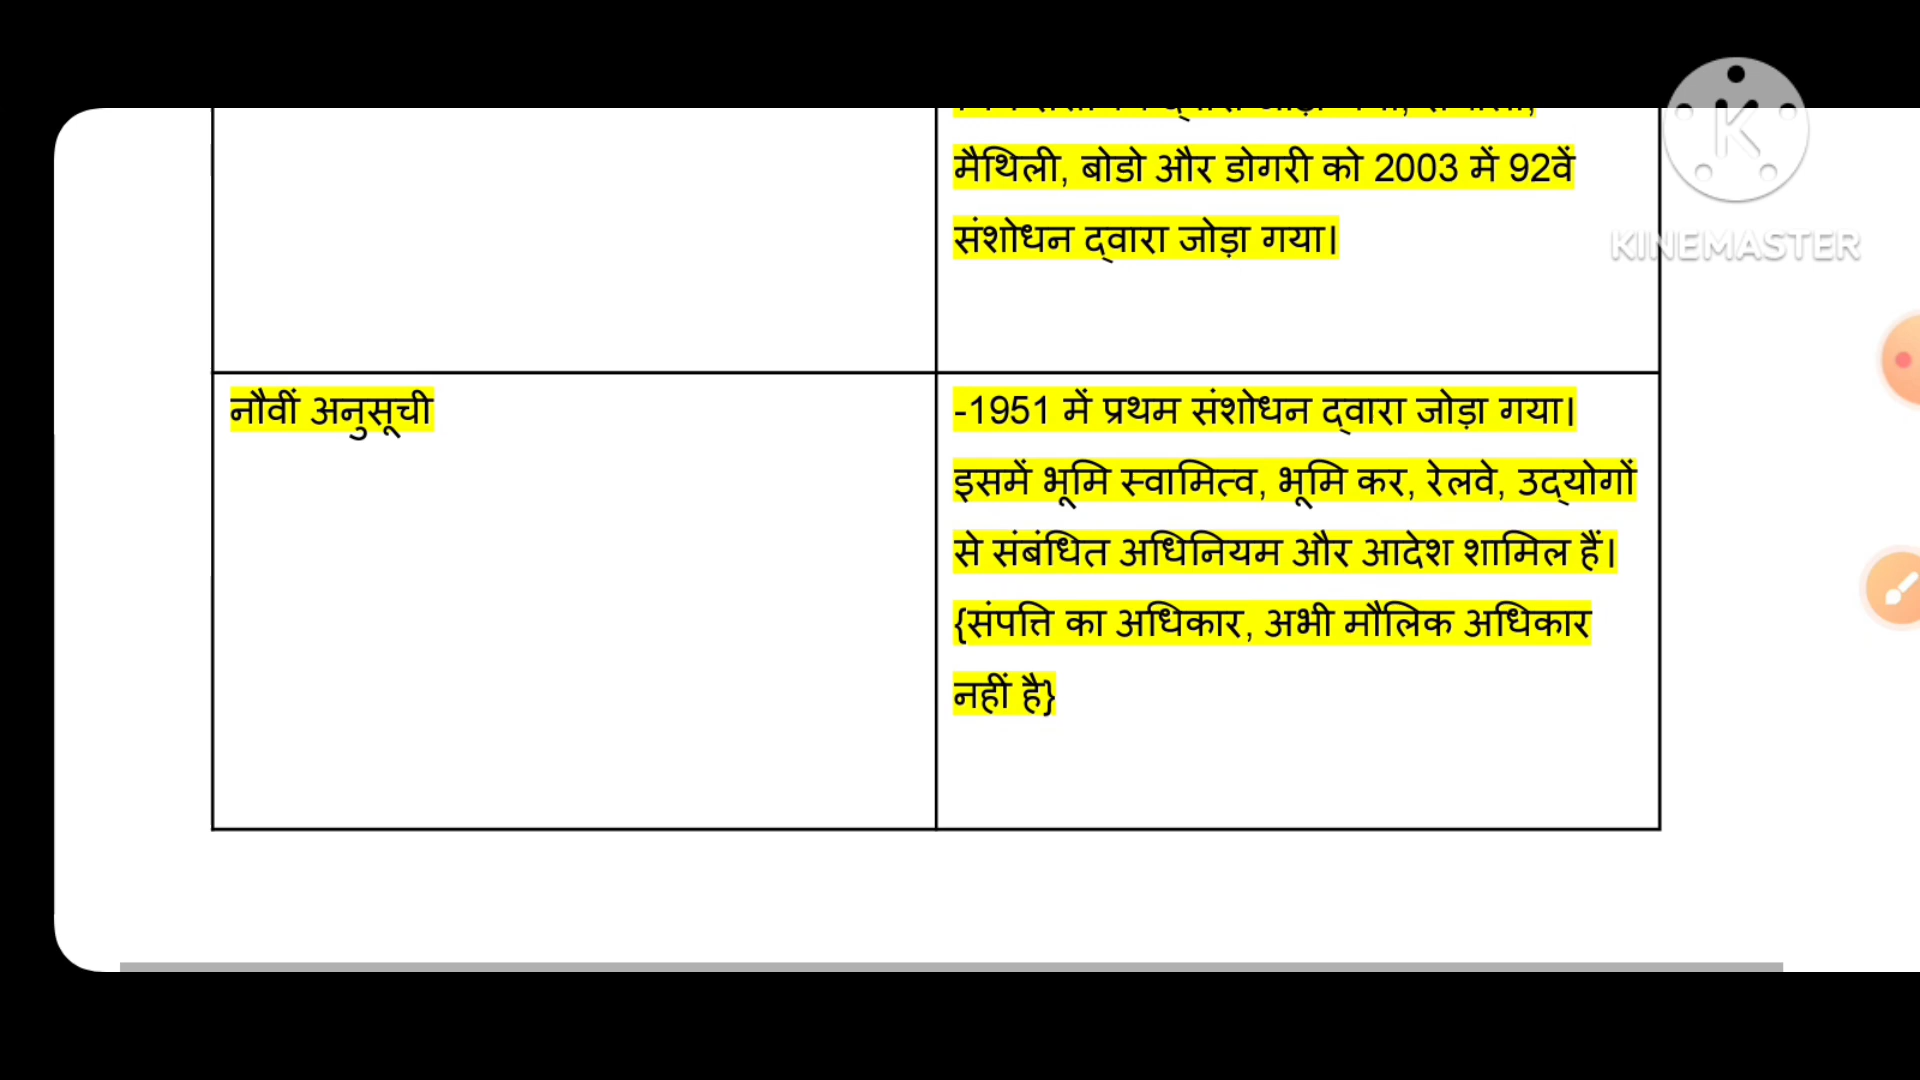 मैथिली, बोडो और डोगरी को 2003 में 92वें
संशोधन द्वारा जोड़ा गया।
नौवीं अनुसूची
-1951 में प्रथम संशोधन द्वारा जोड़ा गया।
इसमें भूमि स्वामित्व, भूमि कर, रेलवे, उद्योगों
से संबंधित अधिनियम और आदेश शामिल हैं।
{संपत्ति का अधिकार, अभी मौलिक अधिकार
नहीं है}
K
KINEMASTER